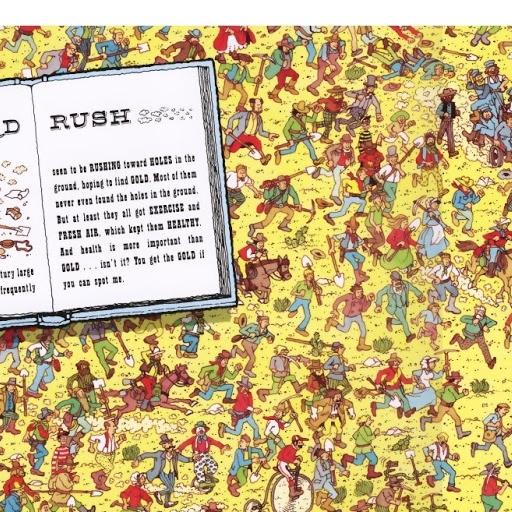 D RUSH
seen to be RUSHING toward HOLES in the
ground, hoping to find GOLD. Most of them
never even found the holes in the ground.
But at least they all got EXERCISE and
FRESH AIR, which kept them HEALTHY.
And health is more important than
GOLD . . . isn't it? You get the GOLD if
you can spot me.
tury large
frequently